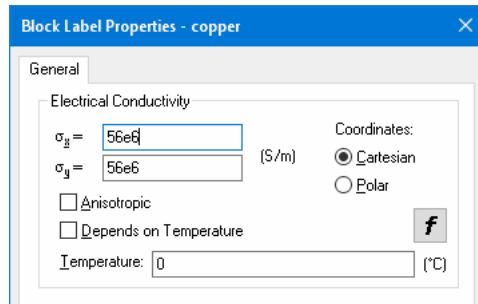 Block Label Properties - copper
General
Electrical Conductivity
σx = 56e6
σy = 56e6
(S/m)
Coordinates:
Cartesian
Polar
Anisotropic
Depends on Temperature
f
Temperature: 0 (°C)